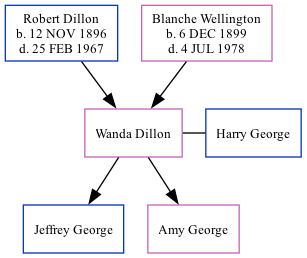 Robert Dillon
b. 12 NOV 1896
d. 25 FEB 1967
Blanche Wellington
b. 6 DEC 1899
d. 4 JUL 1978
Wanda Dillon
Harry George
Jeffrey George
Amy George